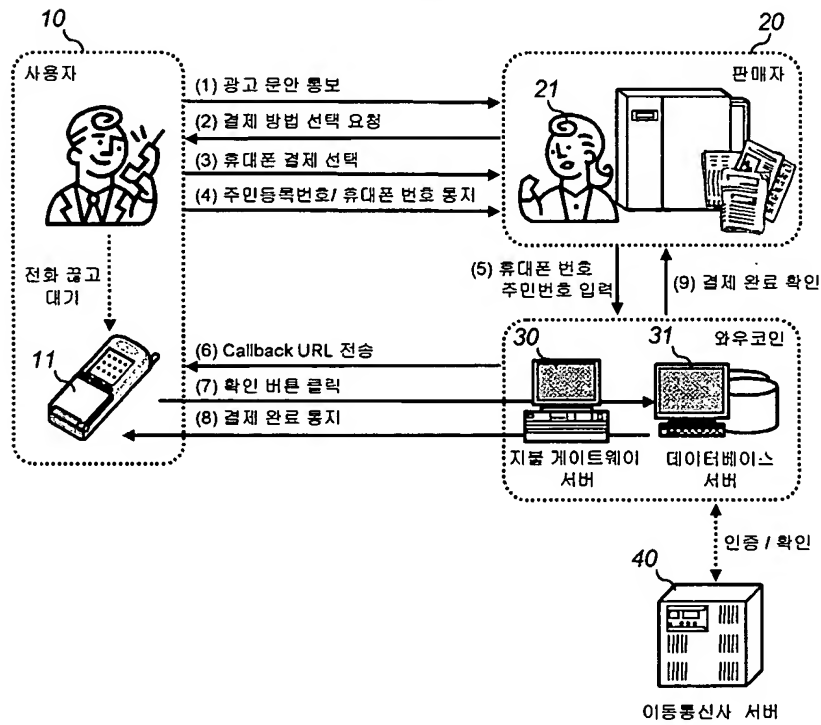 10
20
사용자
판매자
(1) 광고 문안 통보
21
(2) 결제 방법 선택 요청
(3) 휴대폰 결제 선택
(4) 주민등록번호/ 휴대폰 번호 통지
전화 끊고
대기
(5) 휴대폰 번호
주민번호 입력
(9) 결제 완료 확인
11
(6) Callback URL 전송
(7) 확인 버튼 클릭
(8) 결제 완료 통지
30
31
와우코인
지불 게이트웨이
서버
데이터베이스
서버
인증 / 확인
40
이동통신사 서버